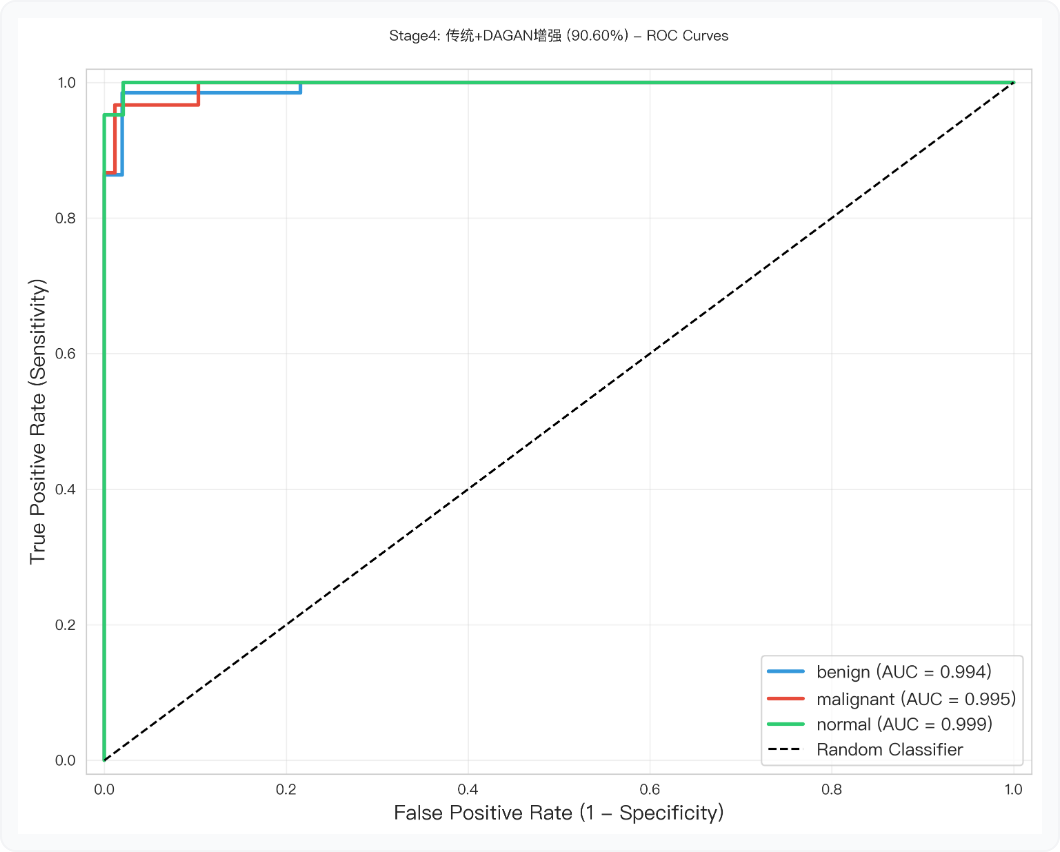 Stage4: 传统+DAGAN增强 (90.60%) – ROC Curves
1.0
0.8
0.6
0.4
0.2
0.0
True Positive Rate (Sensitivity)
benign (AUC = 0.994)
malignant (AUC = 0.995)
normal (AUC = 0.999)
Random Classifier
0.0 0.2 0.4 0.6 0.8 1.0
False Positive Rate (1 – Specificity)